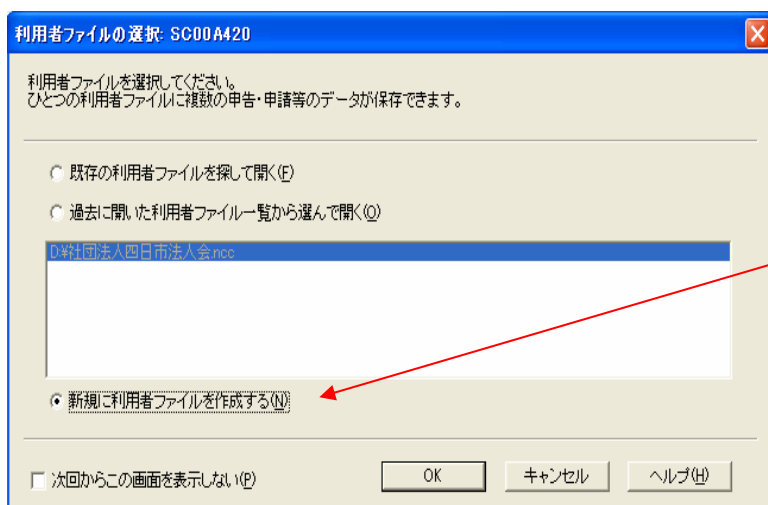 利用者ファイルの選択: SC00A420
利用者ファイルを選択してください。
ひとつの利用者ファイルに複数の申告・申請等のデータが保存できます。
既存の利用者ファイルを探して開く(F)
過去に開いた利用者ファイル一覧から選んで開く(O)
D:¥社団法人四日市法人会.ncc
新規に利用者ファイルを作成する(N)
次回からこの画面を表示しない(P)
OK
キャンセル
ヘルプ(H)